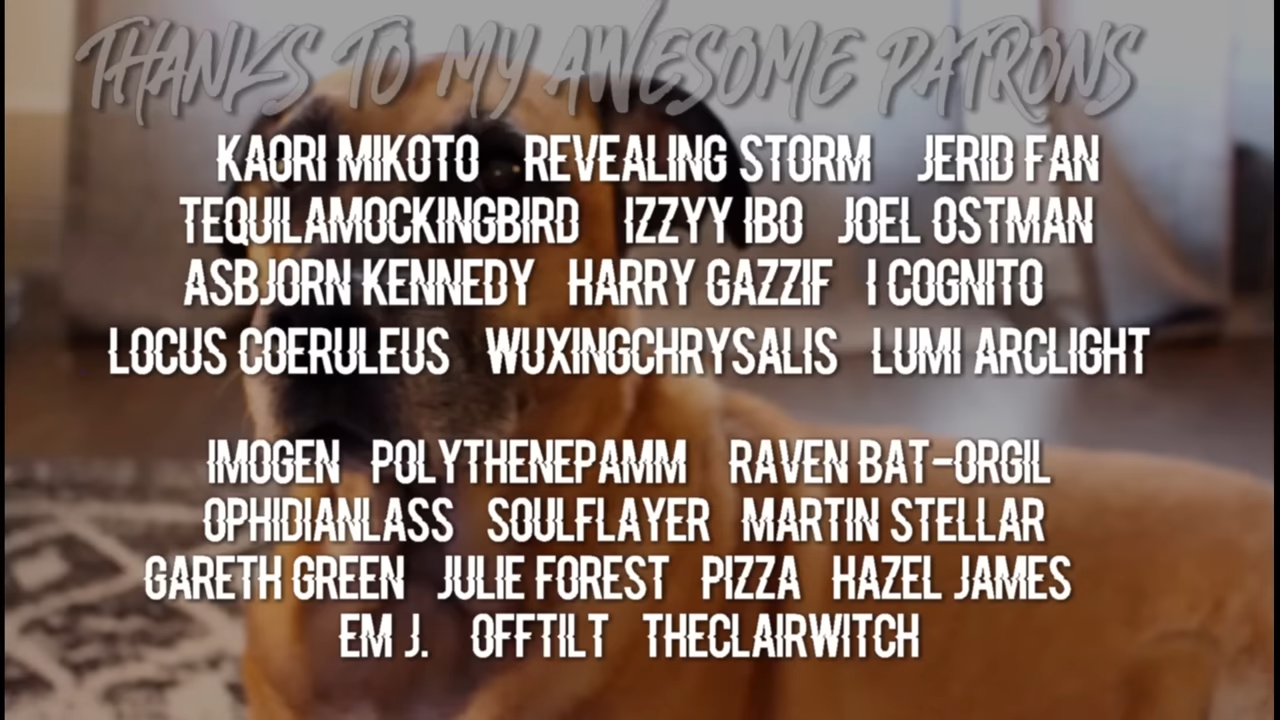 THANKS TO MY AWESOME PATRONS
KAORI MIKOTO REVEALING STORM JERID FAN
TEQUILAMOCKINGBIRD IZZYY IBO JOEL OSTMAN
ASBJORN KENNEDY HARRY GAZZIF I COGNITO
LOCUS COERULEUS WUXINGCHRYSALIS LUMI ARCLIGHT
IMOGEN POLYTHENEPAMM RAVEN BAT-ORGIL
OPHIDIANLASS SOULFLAYER MARTIN STELLAR
GARETH GREEN JULIE FOREST PIZZA HAZEL JAMES
EM J. OFFTILT THECLAIRWITCH